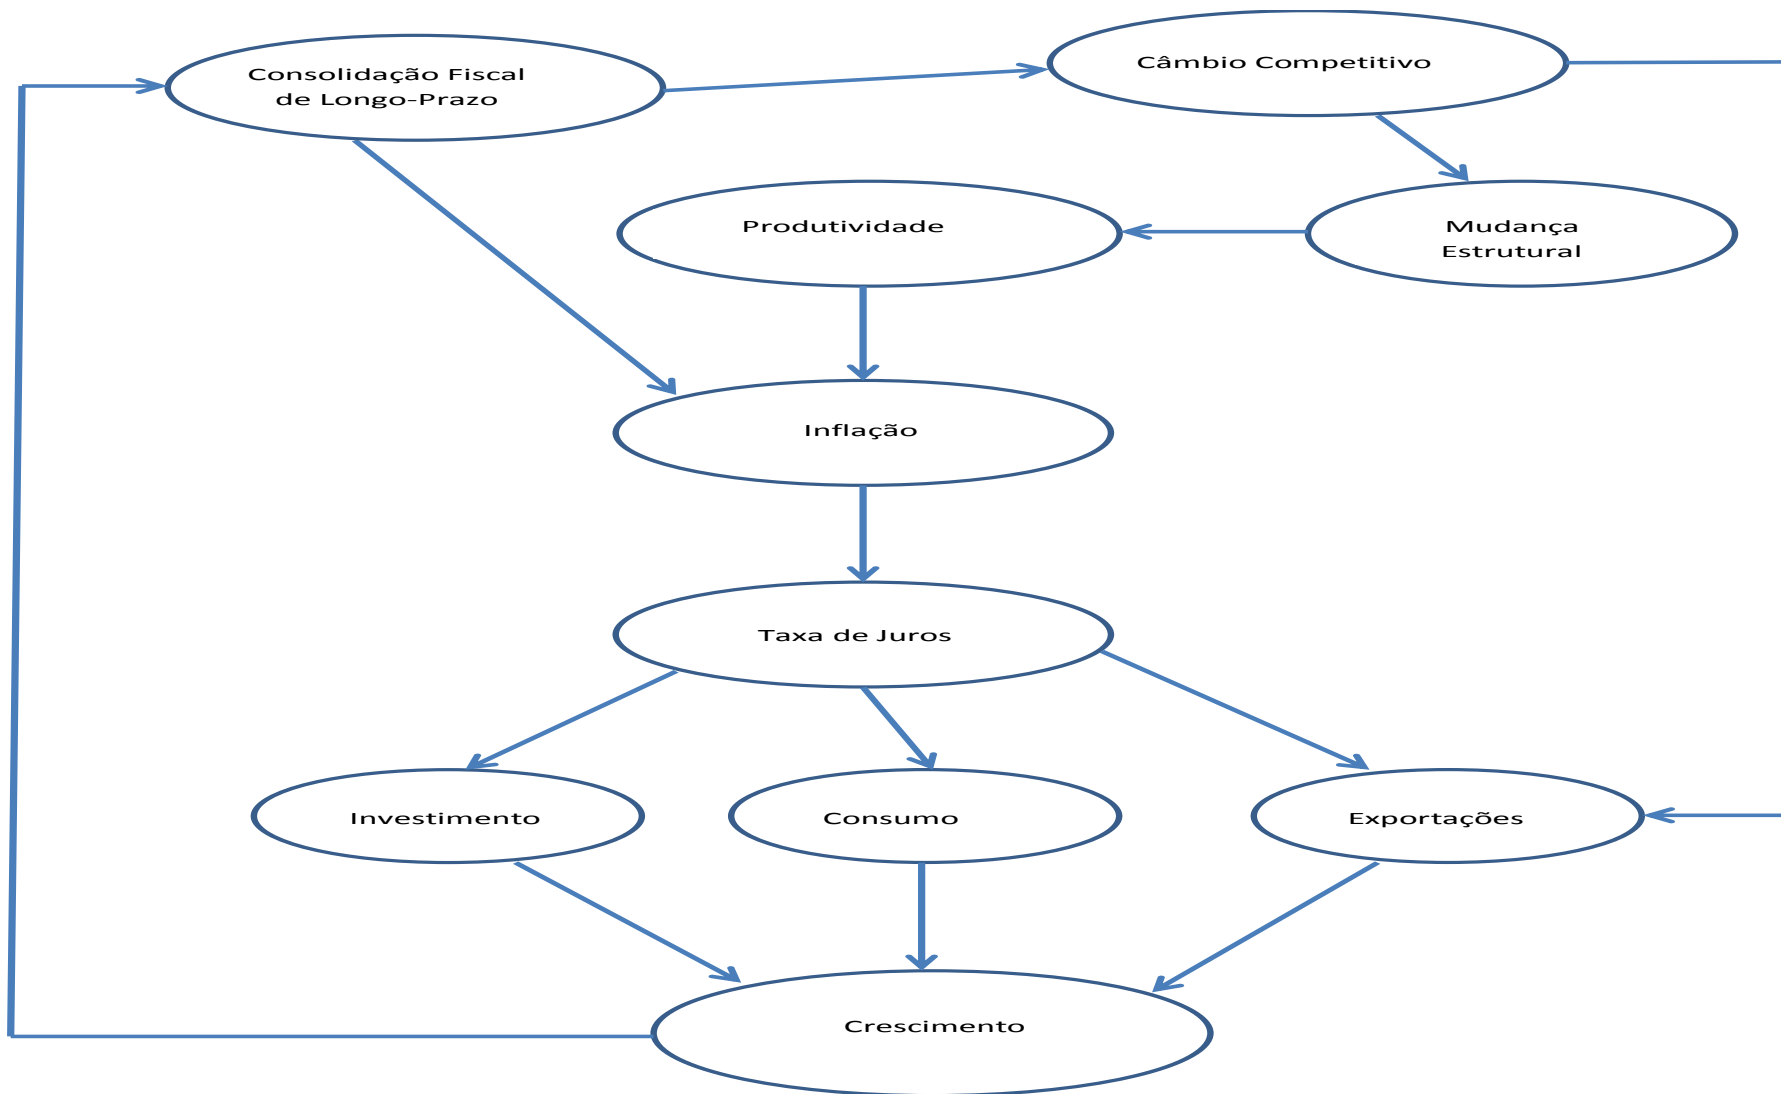 Consolidação Fiscal
de Longo-Prazo
Câmbio Competitivo
Produtividade
Mudança
Estrutural
Inflação
Taxa de Juros
Investimento
Consumo
Exportações
Crescimento